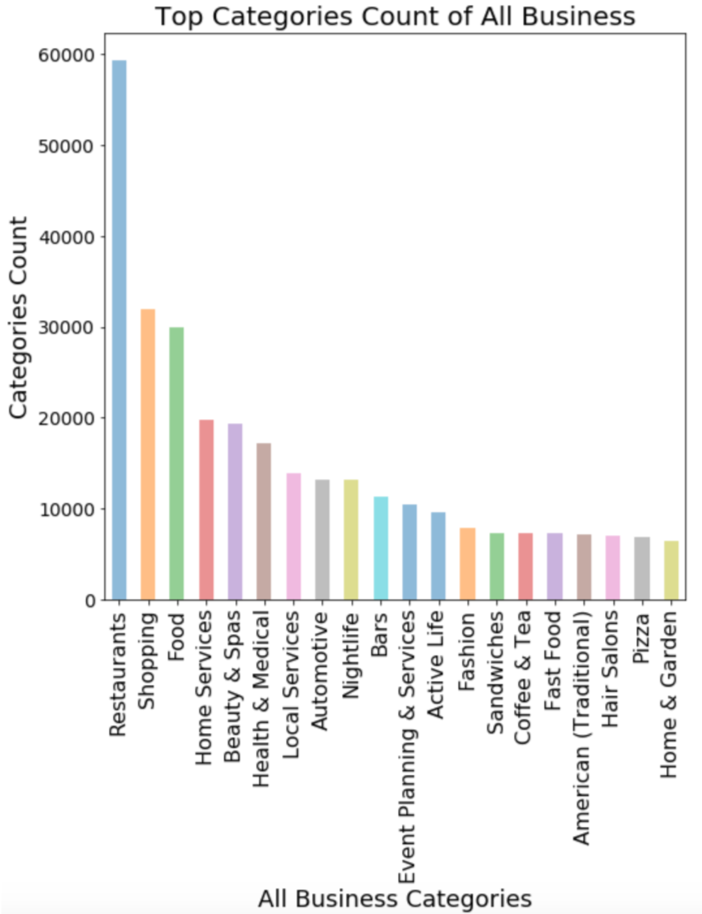 Top Categories Count of All Business
60000
50000
40000
30000
20000
10000
0
Categories Count
Restaurants
Shopping
Food
Home Services
Beauty & Spas
Health & Medical
Local Services
Automotive
Nightlife
Bars
Event Planning & Services
Active Life
Fashion
Sandwiches
Coffee & Tea
Fast Food
American (Traditional)
Hair Salons
Pizza
Home & Garden
All Business Categories